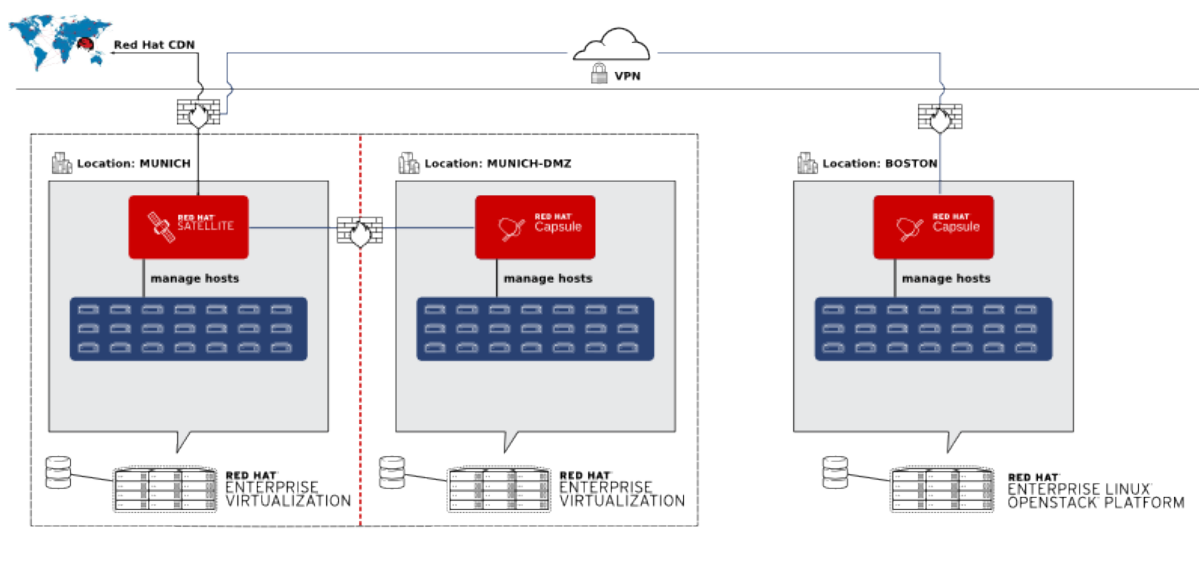 Red Hat CDN
VPN
Location: MUNICH
Location: MUNICH-DMZ
Location: BOSTON
RED HAT
SATELLITE
RED HAT
Capsule
RED HAT
Capsule
manage hosts
manage hosts
manage hosts
RED HAT
ENTERPRISE
VIRTUALIZATION
RED HAT
ENTERPRISE
VIRTUALIZATION
RED HAT
ENTERPRISE LINUX
OPENSTACK PLATFORM